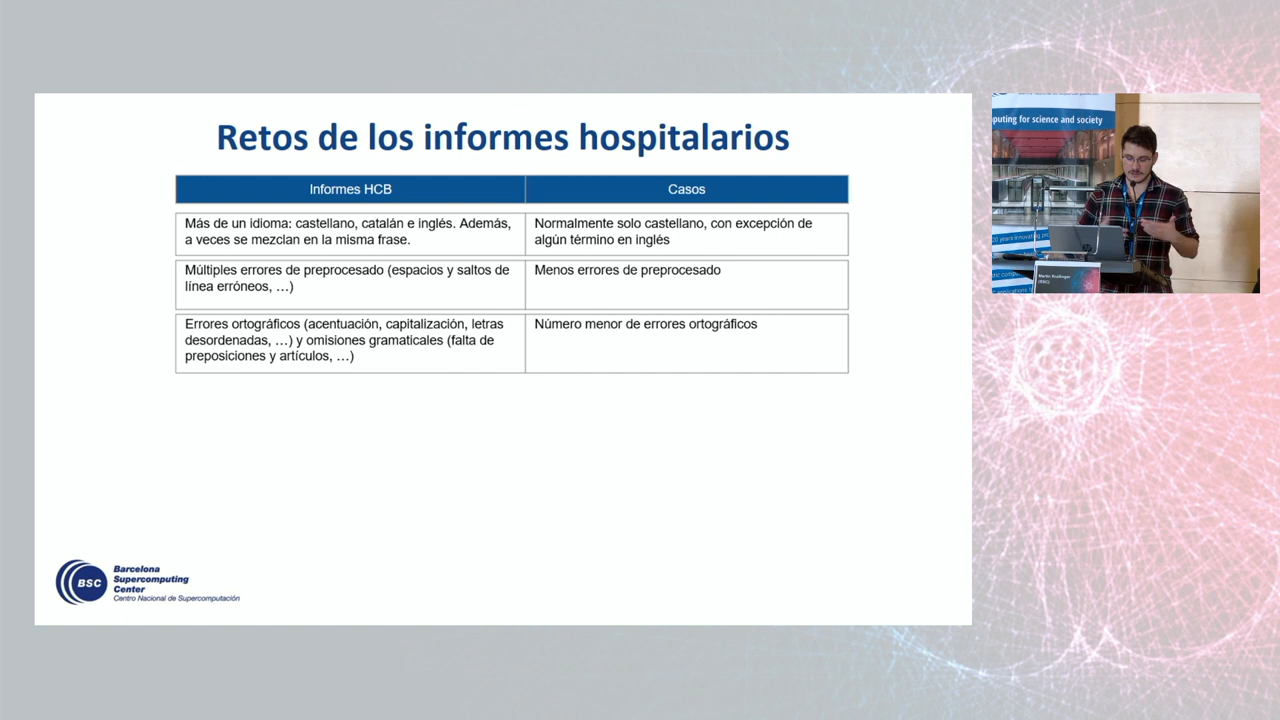 Retos de los informes hospitalarios
Informes HCB
Casos
Más de un idioma: castellano, catalán e inglés. Además,
a veces se mezclan en la misma frase.
Normalmente solo castellano, con excepción de
algún término en inglés
Múltiples errores de preprocesado (espacios y saltos de
línea erróneos, …)
Menos errores de preprocesado
Errores ortográficos (acentuación, capitalización, letras
desordenadas, …) y omisiones gramaticales (falta de
preposiciones y artículos, …)
Número menor de errores ortográficos
BSC
Barcelona
Supercomputing
Center
Centro Nacional de Supercomputación
puting for science and society
20 years innovating
(BSC)